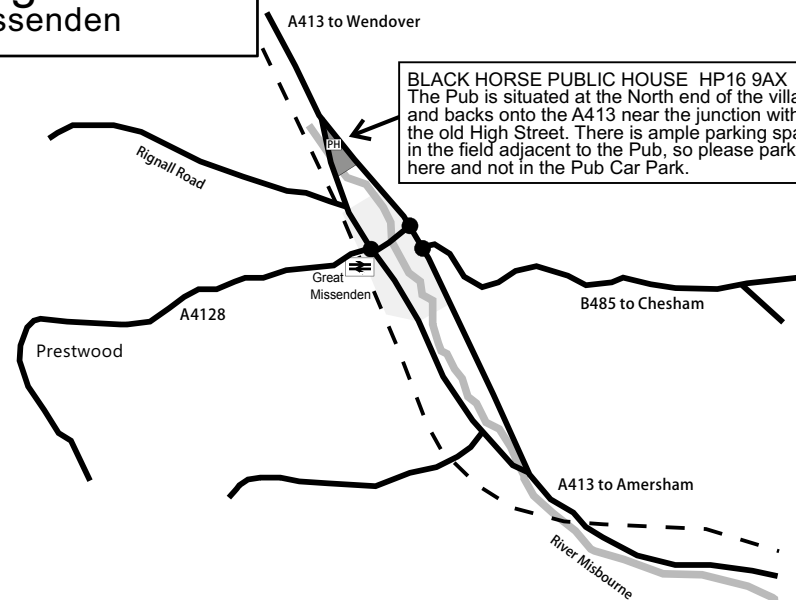 ssenden
A413 to Wendover
BLACK HORSE PUBLIC HOUSE HP16 9AX
The Pub is situated at the North end of the villa
and backs onto the A413 near the junction with
the old High Street. There is ample parking spa
in the field adjacent to the Pub, so please park
here and not in the Pub Car Park.
PH
Rignall Road
Great
Missenden
B485 to Chesham
A4128
Prestwood
A413 to Amersham
River Misbourne